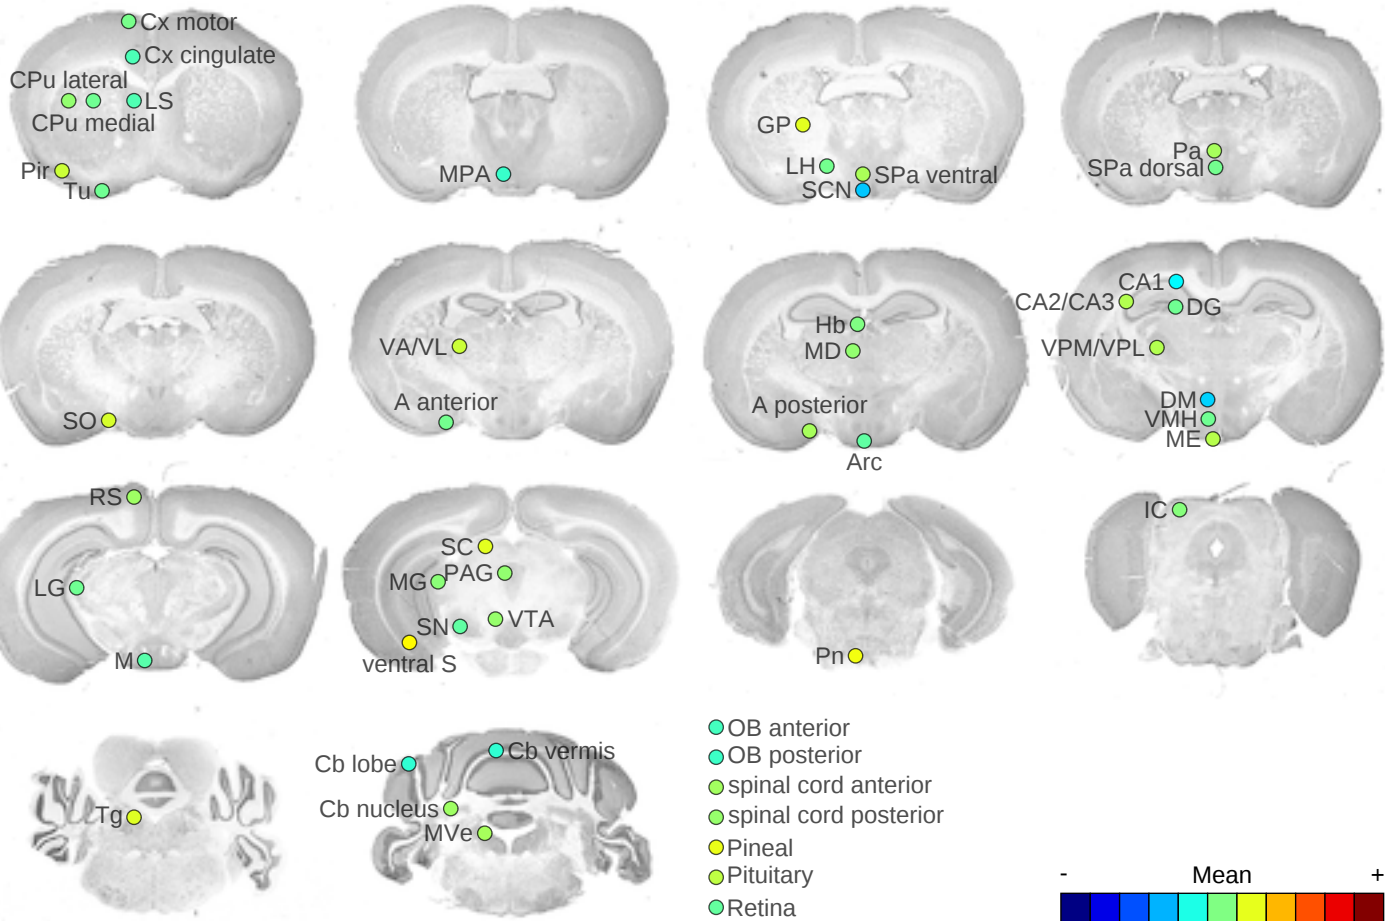 Cx motor
Cx cingulate
CPu lateral
LS
CPu medial
Pir
Tu
MPA
GP
LH
SPa ventral
SCN
Pa
SPa dorsal
SO
VA/VL
A anterior
Hb
MD
A posterior
Arc
CA1
CA2/CA3
DG
VPM/VPL
DM
VMH
ME
RS
LG
M
SC
PAG
MG
VTA
SN
ventral S
Pn
IC
Tg
Cb vermis
Cb lobe
Cb nucleus
MVe
OB anterior
OB posterior
spinal cord anterior
spinal cord posterior
Pineal
Pituitary
Retina
- Mean +